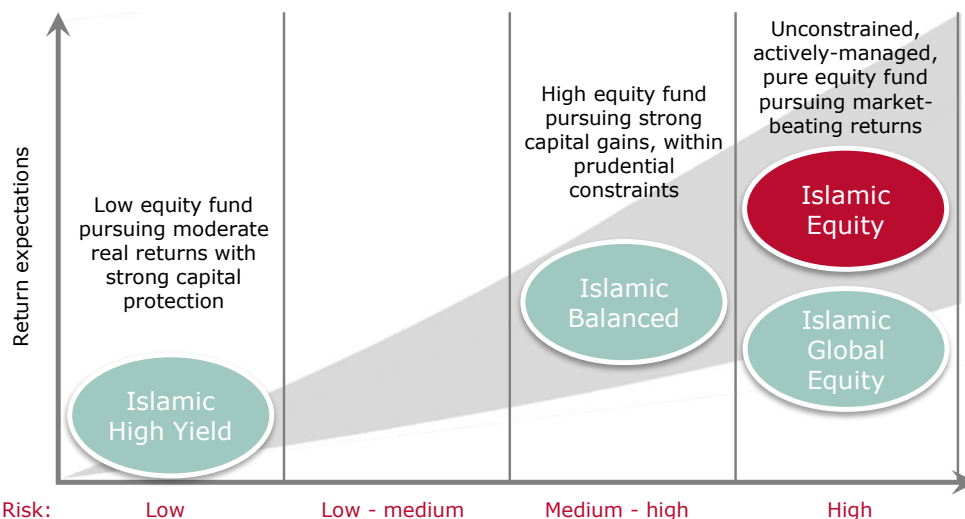 Return expectations
Low equity fund
pursuing moderate
real returns with
strong capital
protection
Islamic
High Yield
High equity fund
pursuing strong
capital gains, within
prudential
constraints
Islamic
Balanced
Unconstrained,
actively-managed,
pure equity fund
pursuing market-
beating returns
Islamic
Equity
Islamic
Global
Equity
Risk: Low Low - medium Medium - high High